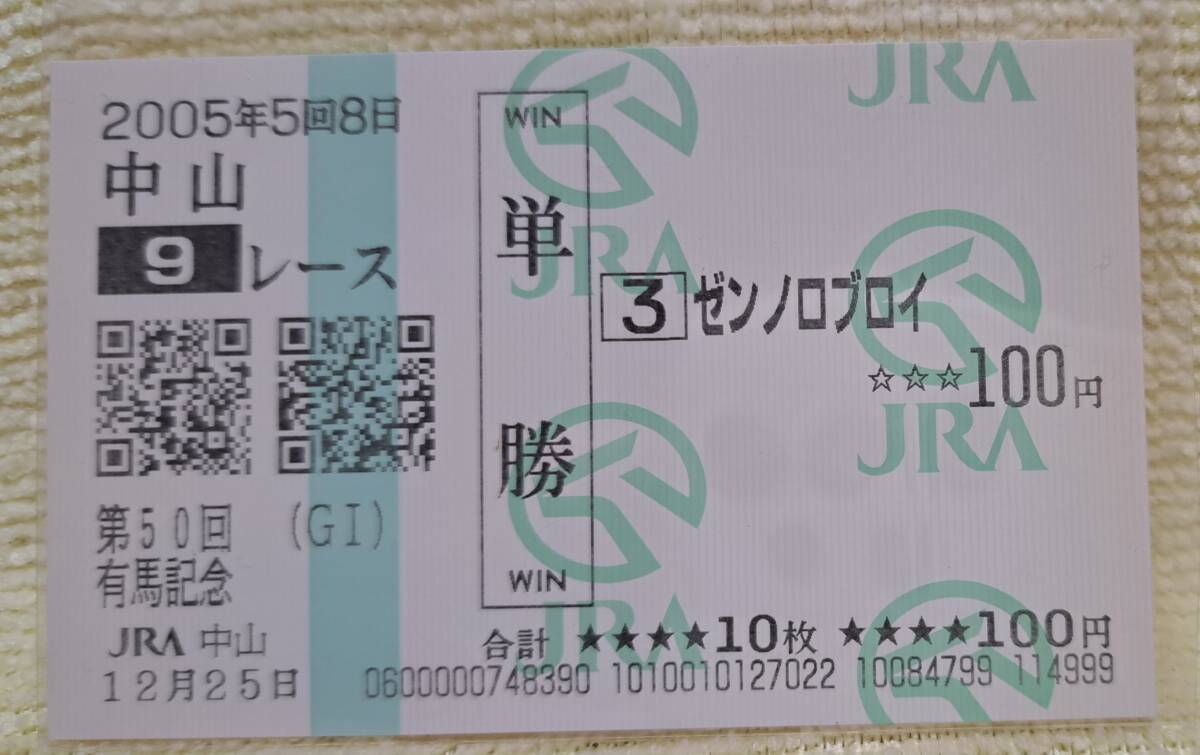 2005年5回8日
中山
9レース
第50回 (GI)
有馬記念
JRA 中山
12月25日
WIN
単勝
WIN
3 ゼンノロブロイ
☆☆☆100円
合計 ★★★★10枚 ★★★★100円
0600000748390 1010010127022 10084799 114999
JRA
JRA
JRA
JRA